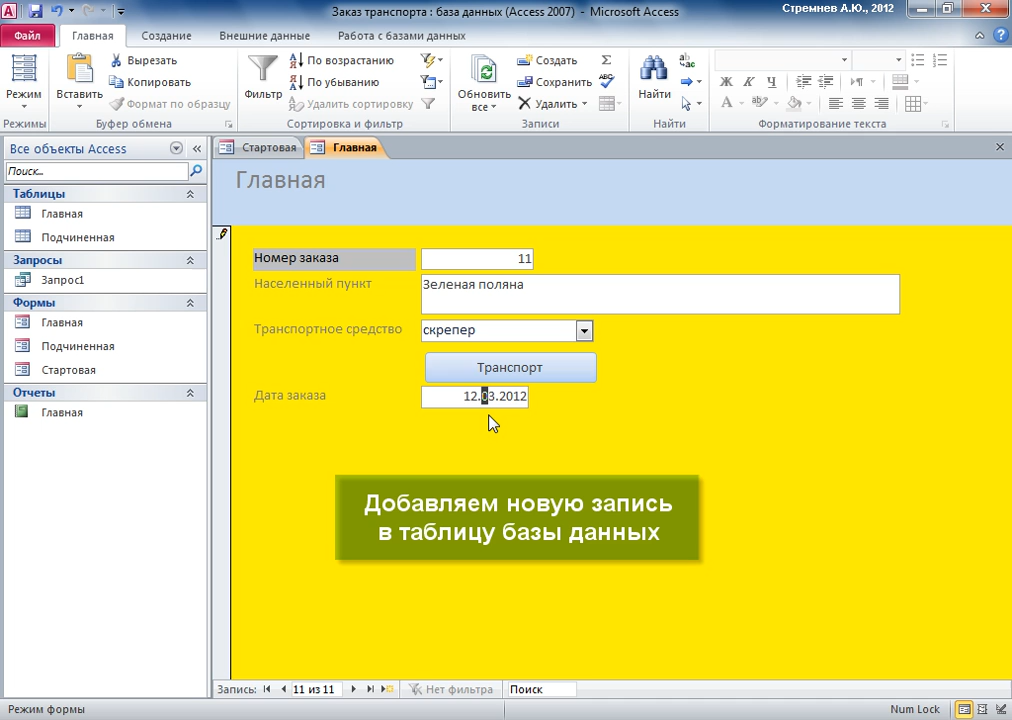 Заказ транспорта : база данных (Access 2007) - Microsoft Access
Стремнев А.Ю., 2012
Файл
Главная
Создание
Внешние данные
Работа с базами данных
Режим
Режимы
Вставить
Вырезать
Копировать
Формат по образцу
Буфер обмена
Фильтр
По возрастанию
По убыванию
Удалить сортировку
Сортировка и фильтр
Обновить
все
Создать
Сохранить
Удалить
Записи
Найти
Найти
Ж К Ч
Форматирование текста
Все объекты Access
Поиск...
Таблицы
Главная
Подчиненная
Запросы
Запрос1
Формы
Главная
Подчиненная
Стартовая
Отчеты
Главная
Стартовая
Главная
Главная
Номер заказа
11
Населенный пункт
Зеленая поляна
Транспортное средство
скрепер
Транспорт
Дата заказа
12.03.2012
Добавляем новую запись
в таблицу базы данных
Запись:
11 из 11
Нет фильтра
Поиск
Режим формы
Num Lock